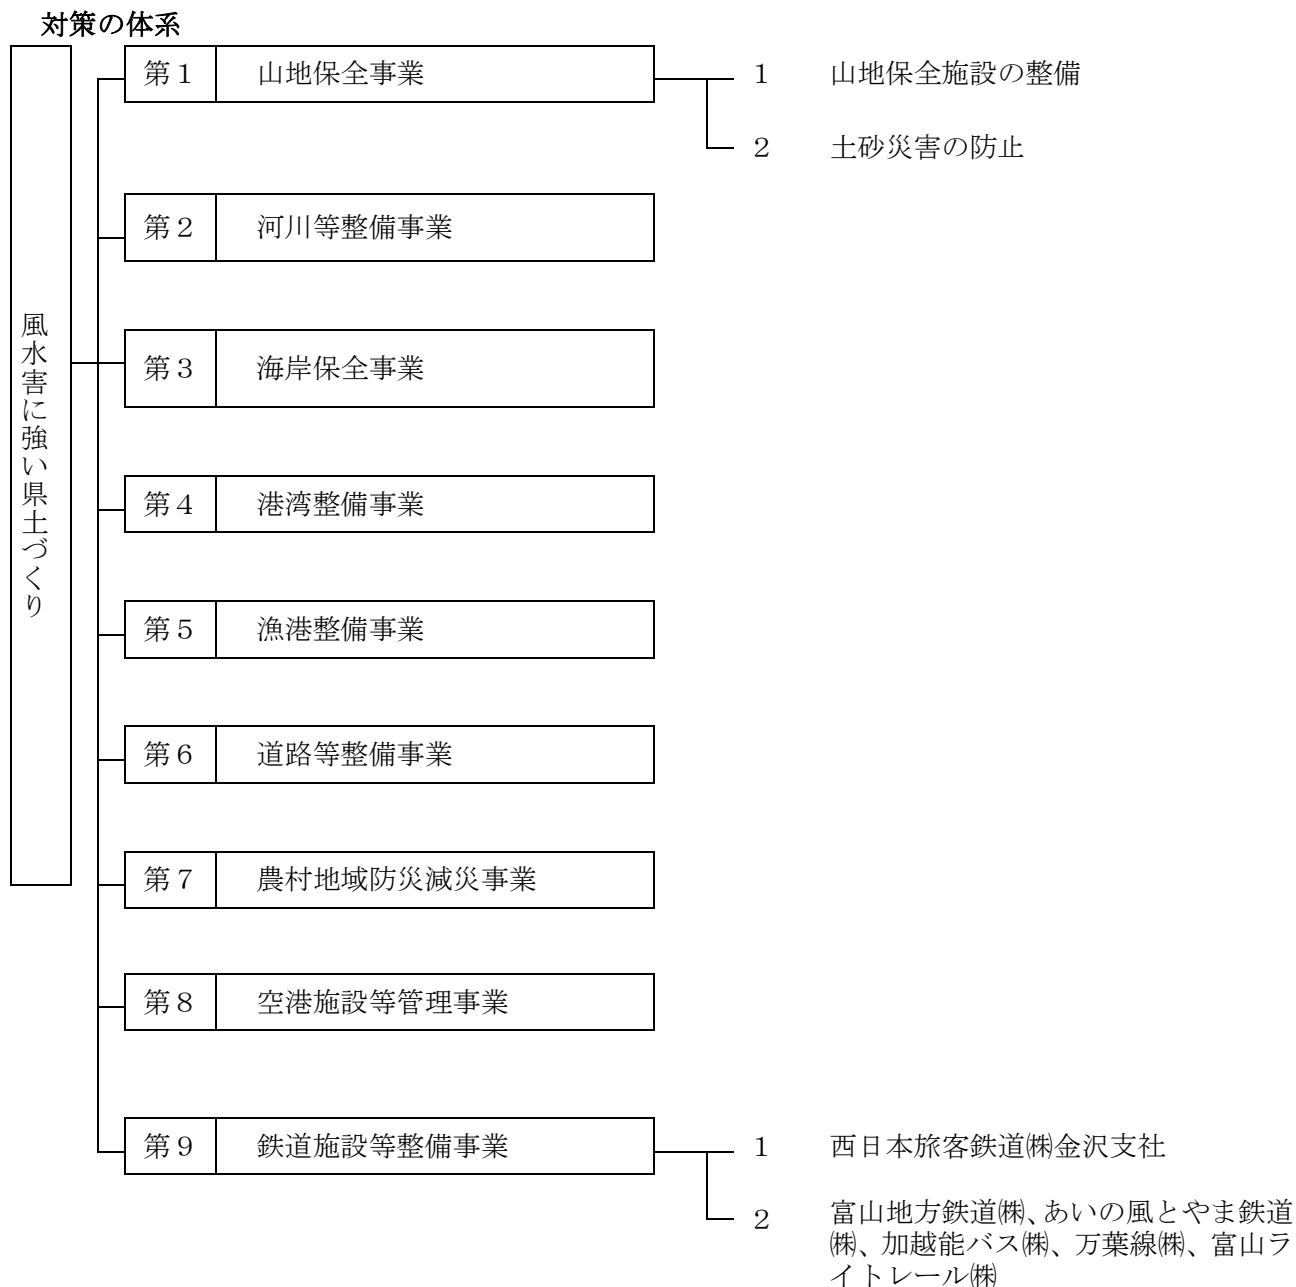 対策の体系
風水害に強い県土づくり
第１ 山地保全事業
1 山地保全施設の整備
2 土砂災害の防止
第２ 河川等整備事業
第３ 海岸保全事業
第４ 港湾整備事業
第５ 漁港整備事業
第６ 道路等整備事業
第７ 農村地域防災減災事業
第８ 空港施設等管理事業
第９ 鉄道施設等整備事業
1 西日本旅客鉄道㈱金沢支社
2 富山地方鉄道㈱、あいの風とやま鉄道
㈱、加越能バス㈱、万葉線㈱、富山ラ
イトレール㈱